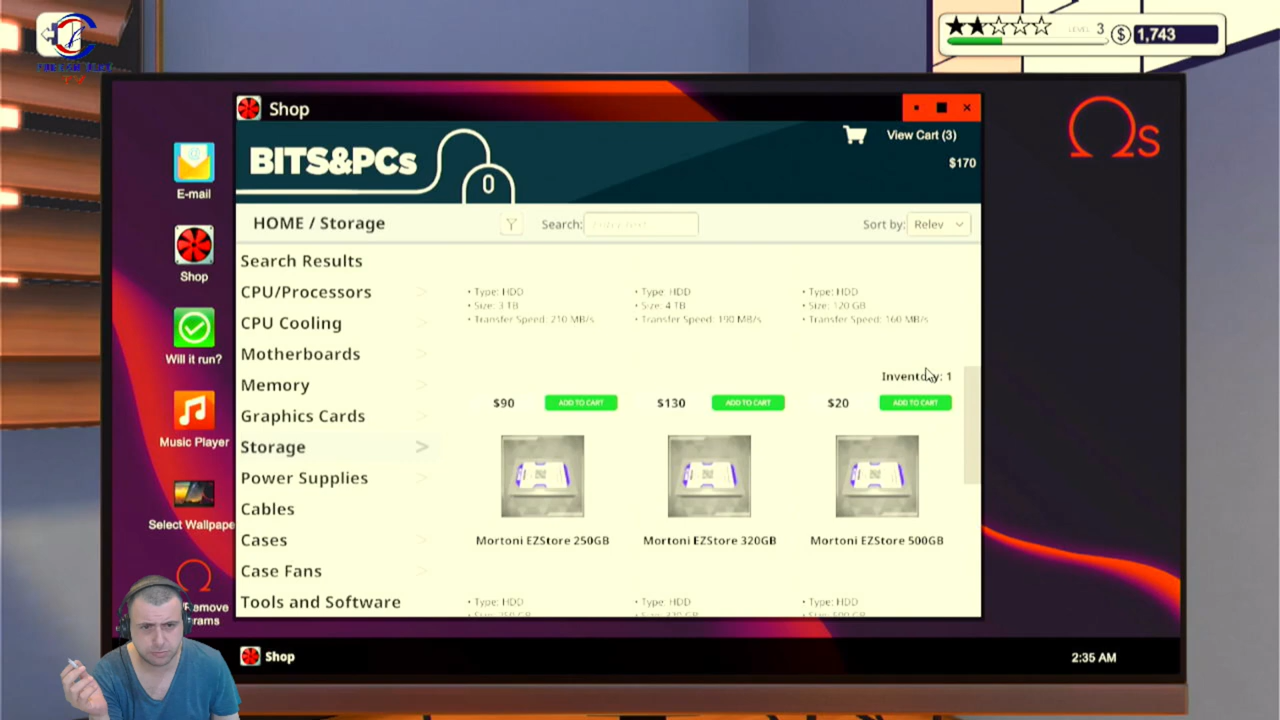 LEVEL 3 $ 1,743
Shop
BITS&PCs
View Cart (3)
$170
HOME / Storage
Search:
Sort by: Relev
E-mail
Shop
Will it run?
Music Player
Select Wallpape
Remove
rams
Search Results
CPU/Processors >
CPU Cooling >
Motherboards >
Memory >
Graphics Cards >
Storage >
Power Supplies >
Cables
Cases >
Case Fans >
Tools and Software
• Type: HDD
• Size: 3 TB
• Transfer Speed: 210 MB/s
• Type: HDD
• Size: 4 TB
• Transfer Speed: 190 MB/s
• Type: HDD
• Size: 120 GB
• Transfer Speed: 160 MB/s
Inventory: 1
$90 ADD TO CART
$130 ADD TO CART
$20 ADD TO CART
Mortoni EZStore 250GB
Mortoni EZStore 320GB
Mortoni EZStore 500GB
• Type: HDD
• Type: HDD
• Type: HDD
Ωs
Shop
2:35 AM